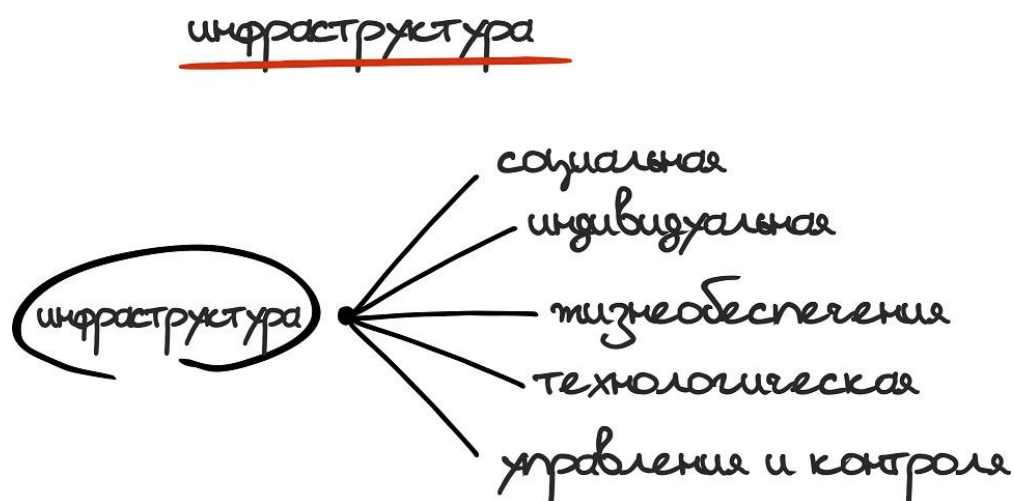 инфраструктура
социальная
индивидуальная
инфраструктура
жизнеобеспечения
технологическая
управления и контроля